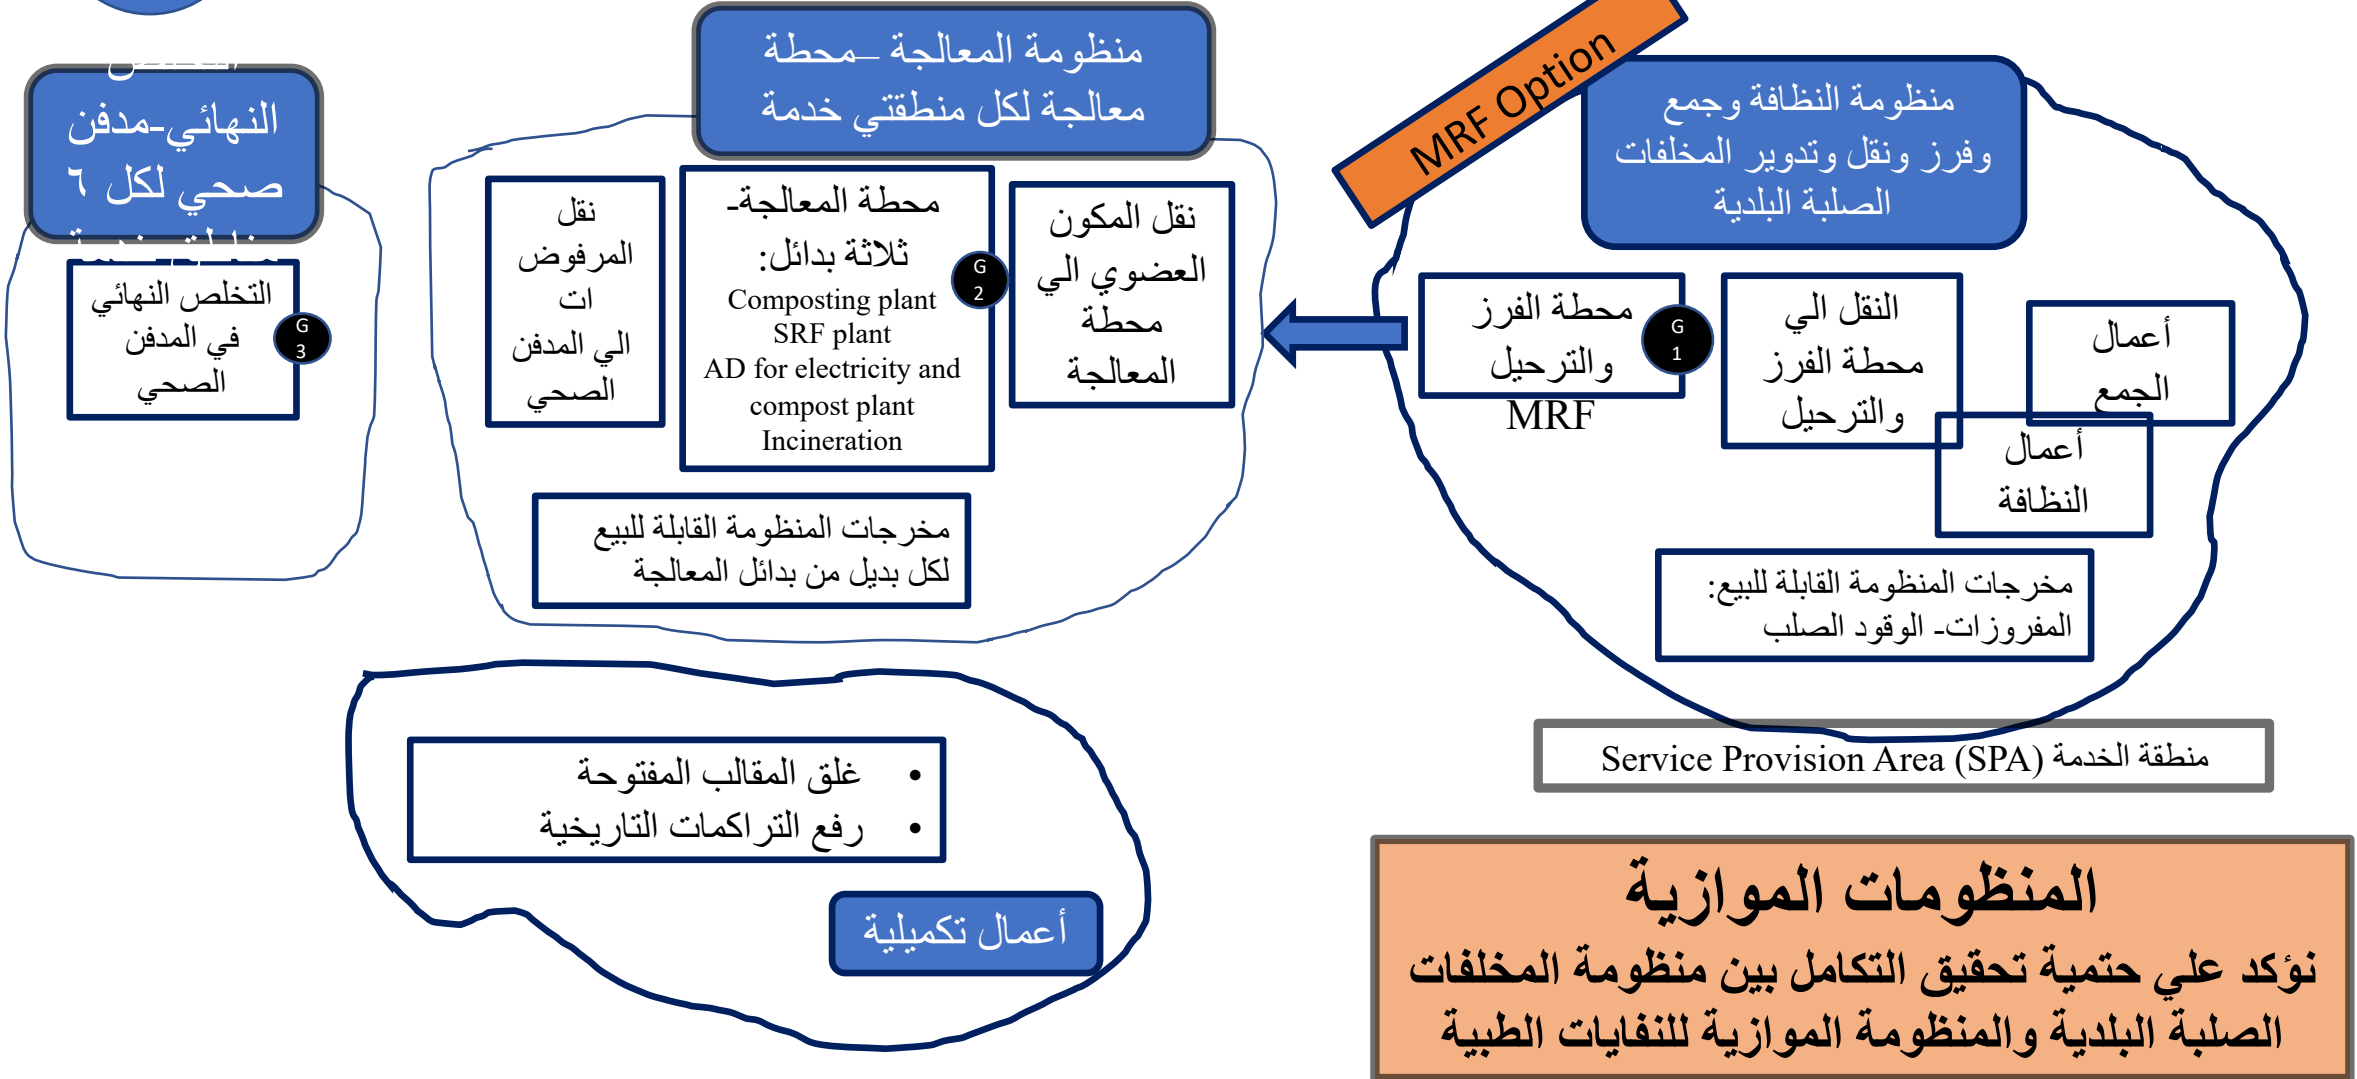 MRF Option
منظومة النظافة وجمع
وفرز ونقل وتدوير المخلفات
الصلبة البلدية
أعمال
الجمع
أعمال
النظافة
النقل الي
محطة الفرز
والترحيل
G
1
محطة الفرز
والترحيل
MRF
مخرجات المنظومة القابلة للبيع:
المفروزات- الوقود الصلب
منطقة الخدمة Service Provision Area (SPA)
منظومة المعالجة –محطة
معالجة لكل منطقتي خدمة
نقل المكون
العضوي الي
محطة
المعالجة
G
2
محطة المعالجة-
ثلاثة بدائل:
Composting plant
SRF plant
AD for electricity and
compost plant
Incineration
نقل
المرفوض
ات
الي المدفن
الصحي
مخرجات المنظومة القابلة للبيع
لكل بديل من بدائل المعالجة
النهائي-مدفن
صحي لكل ٦
التخلص النهائي
في المدفن
الصحي
G
3
• غلق المقالب المفتوحة
• رفع التراكمات التاريخية
أعمال تكميلية
المنظومات الموازية
نؤكد علي حتمية تحقيق التكامل بين منظومة المخلفات
الصلبة البلدية والمنظومة الموازية للنفايات الطبية